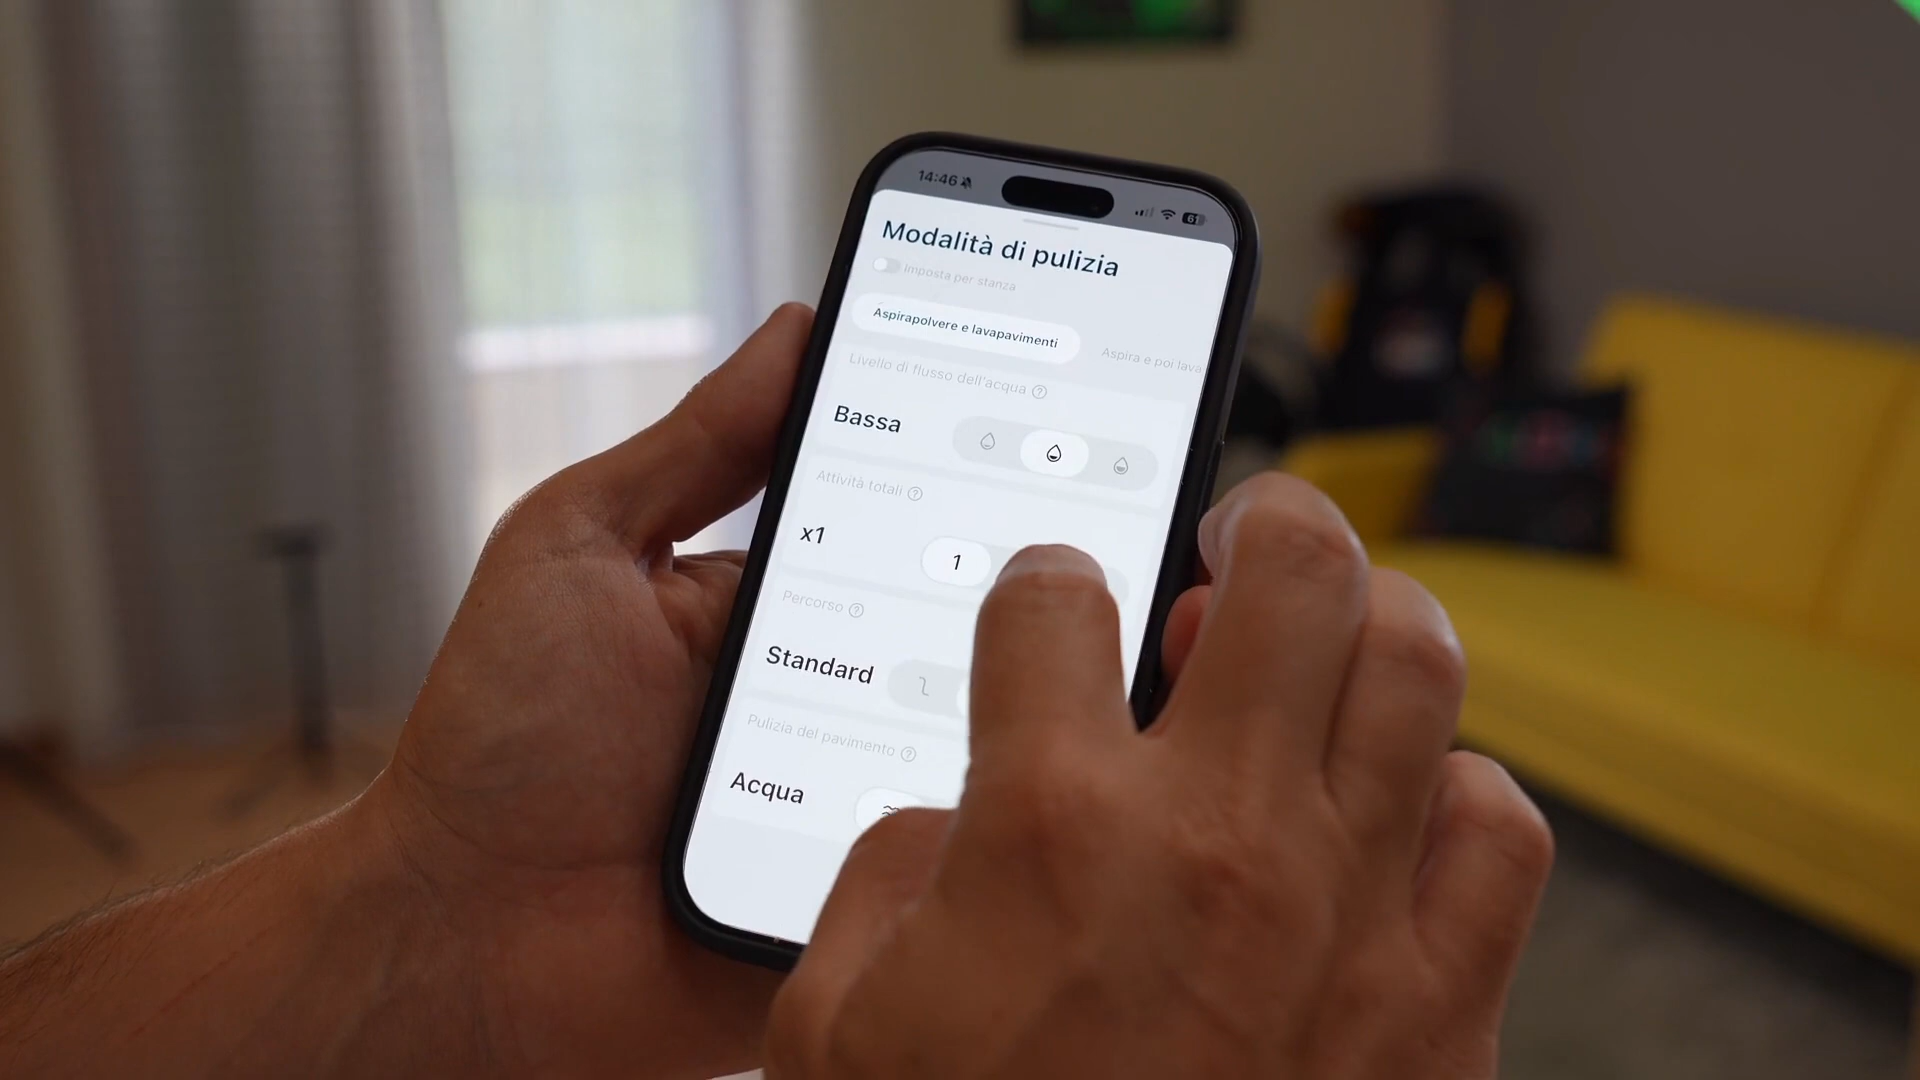 14:46
61
Modalità di pulizia
Imposta per stanza
Aspirapolvere e lavapavimenti
Aspira e poi lava
Livello di flusso dell'acqua ?
Bassa
Attività totali ?
x1
1
Percorso ?
Standard
Pulizia del pavimento ?
Acqua